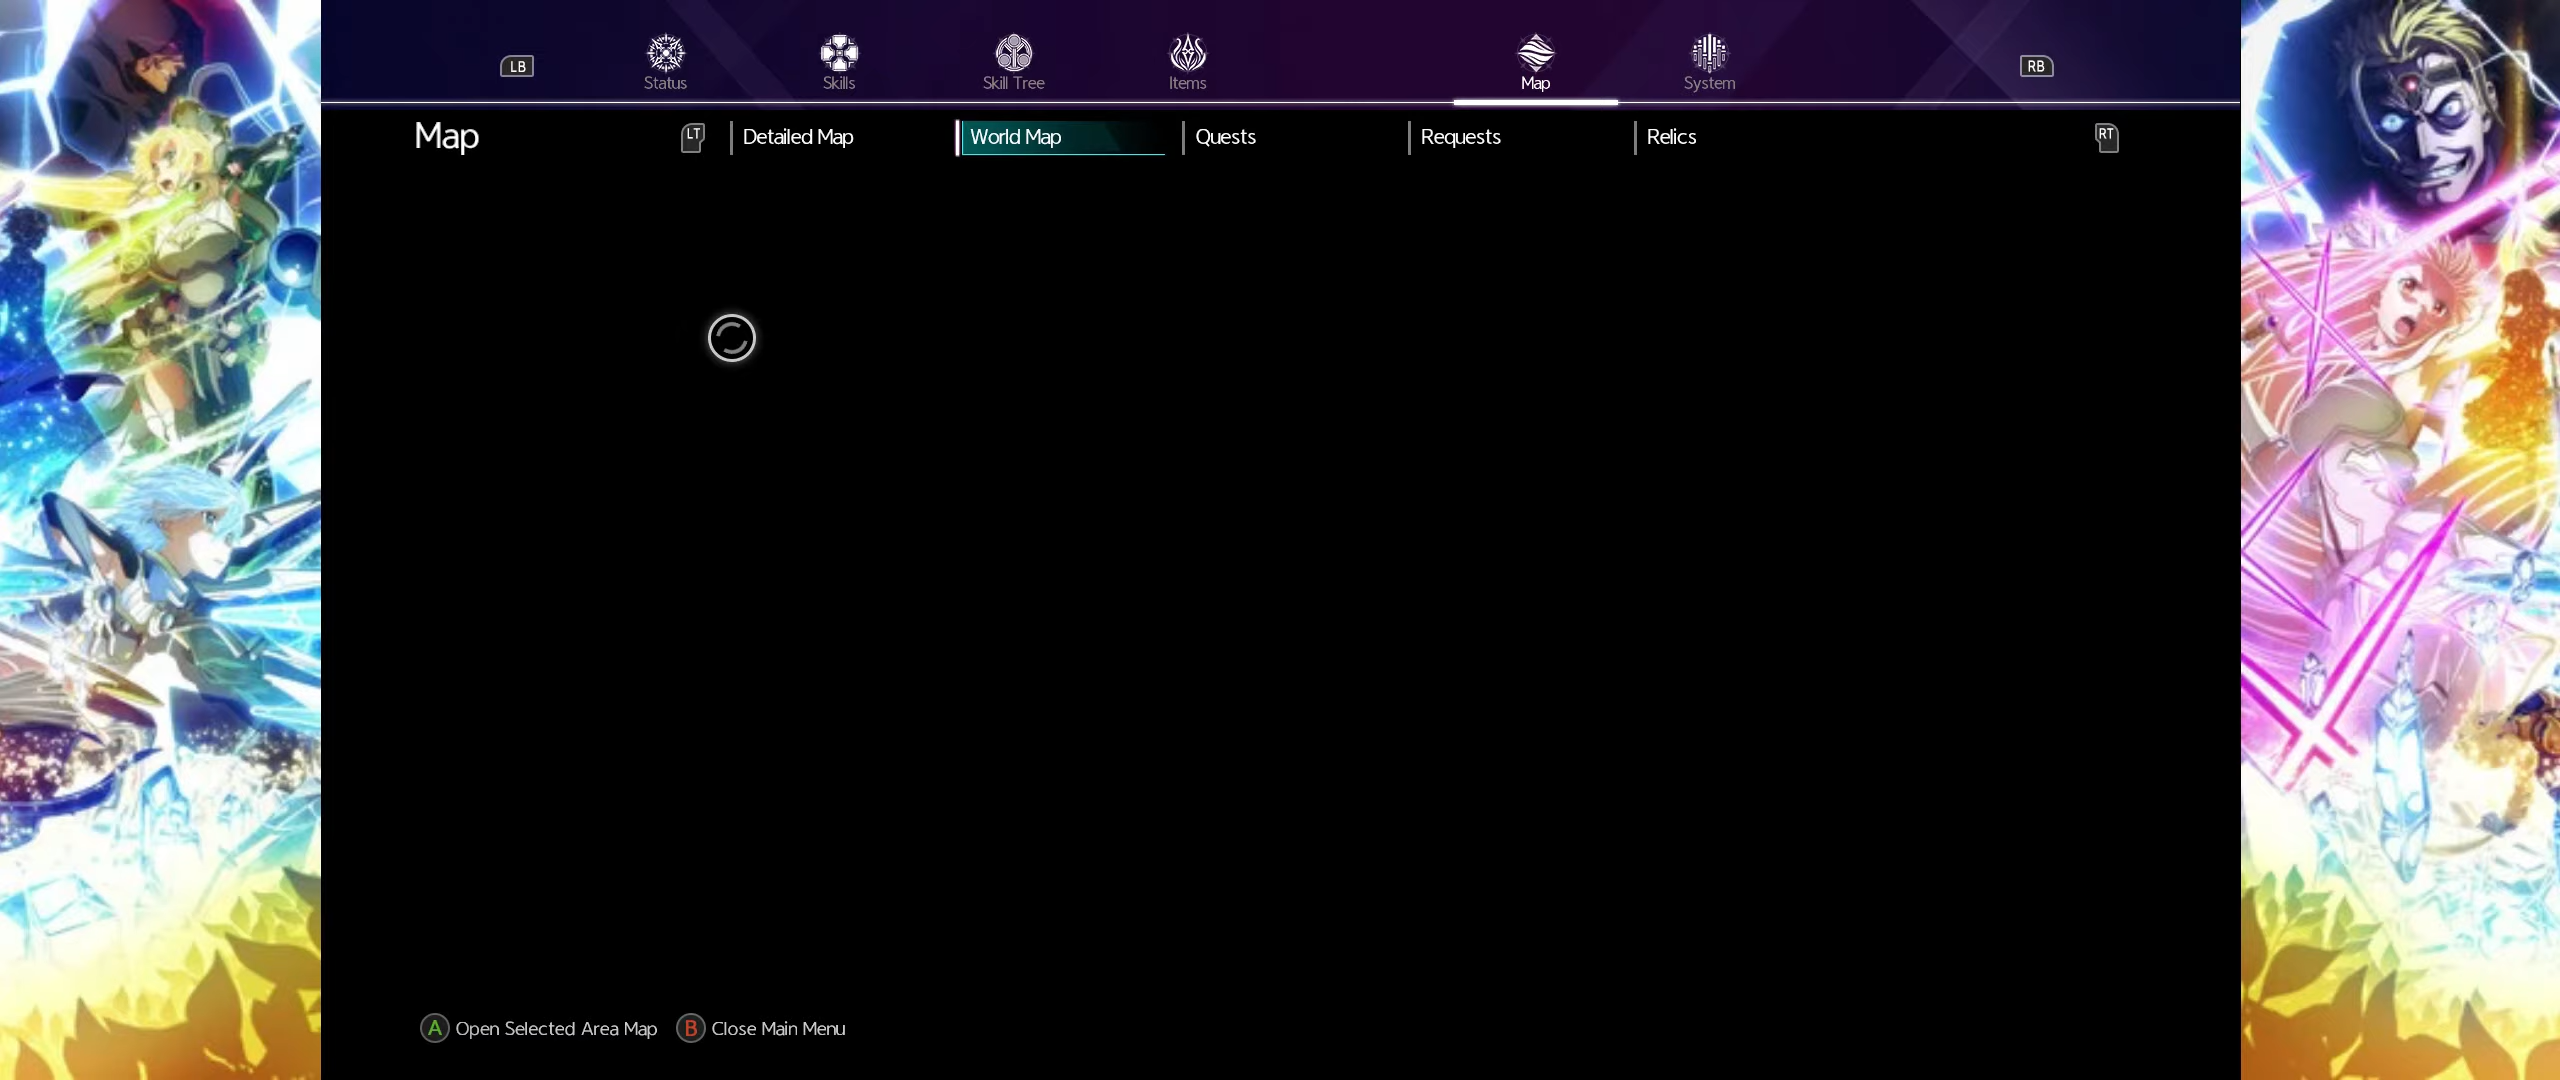 LB
Status
Skills
Skill Tree
Items
Map
System
RB
Map
LT
Detailed Map
World Map
Quests
Requests
Relics
RT
A Open Selected Area Map
B Close Main Menu